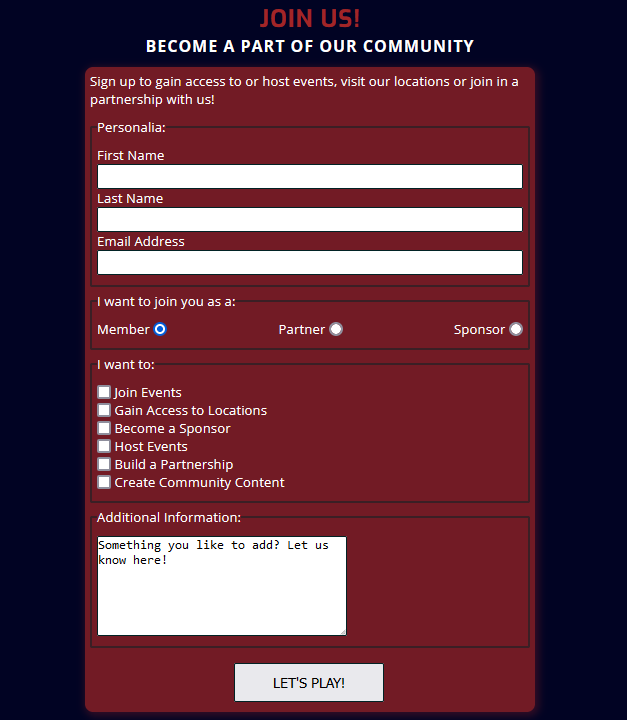 JOIN US!
BECOME A PART OF OUR COMMUNITY
Sign up to gain access to or host events, visit our locations or join in a
partnership with us!
Personalia:
First Name
Last Name
Email Address
I want to join you as a:
Member Partner Sponsor
I want to:
Join Events
Gain Access to Locations
Become a Sponsor
Host Events
Build a Partnership
Create Community Content
Additional Information:
Something you like to add? Let us
know here!
LET'S PLAY!